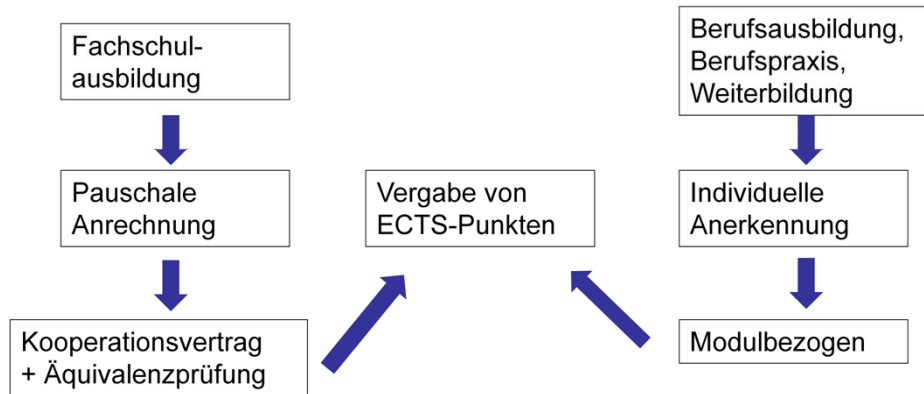 Fachschul-
ausbildung
Berufsausbildung,
Berufspraxis,
Weiterbildung
Pauschale
Anrechnung
Vergabe von
ECTS-Punkten
Individuelle
Anerkennung
Kooperationsvertrag
+ Äquivalenzprüfung
Modulbezogen